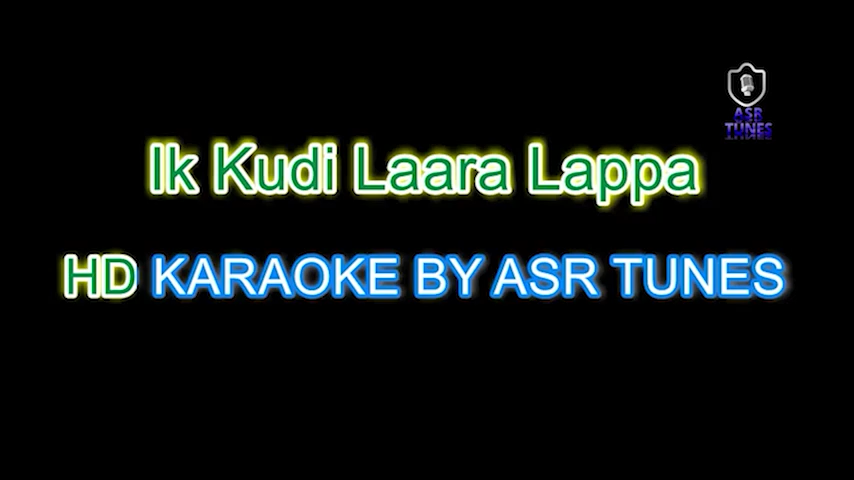 ASR
TUNES
Ik Kudi Laara Lappa
HD KARAOKE BY ASR TUNES